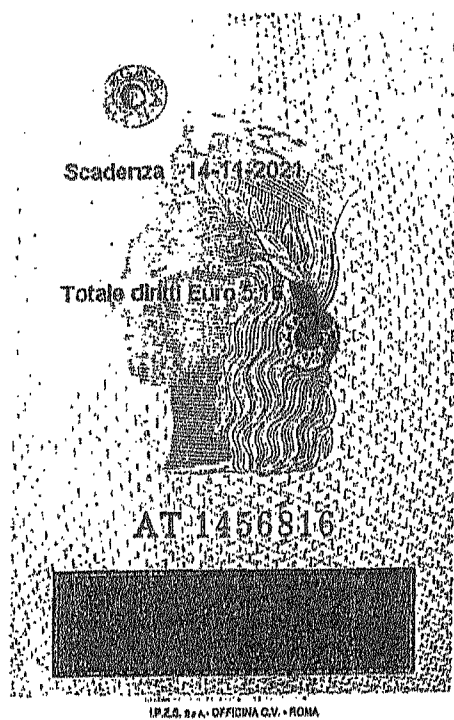 Scadenza 14-11-2021
Totale diritti Euro 5,16
AT 1456816
I.P.Z.S. S.p.A. - OFFICINA C.V. - ROMA